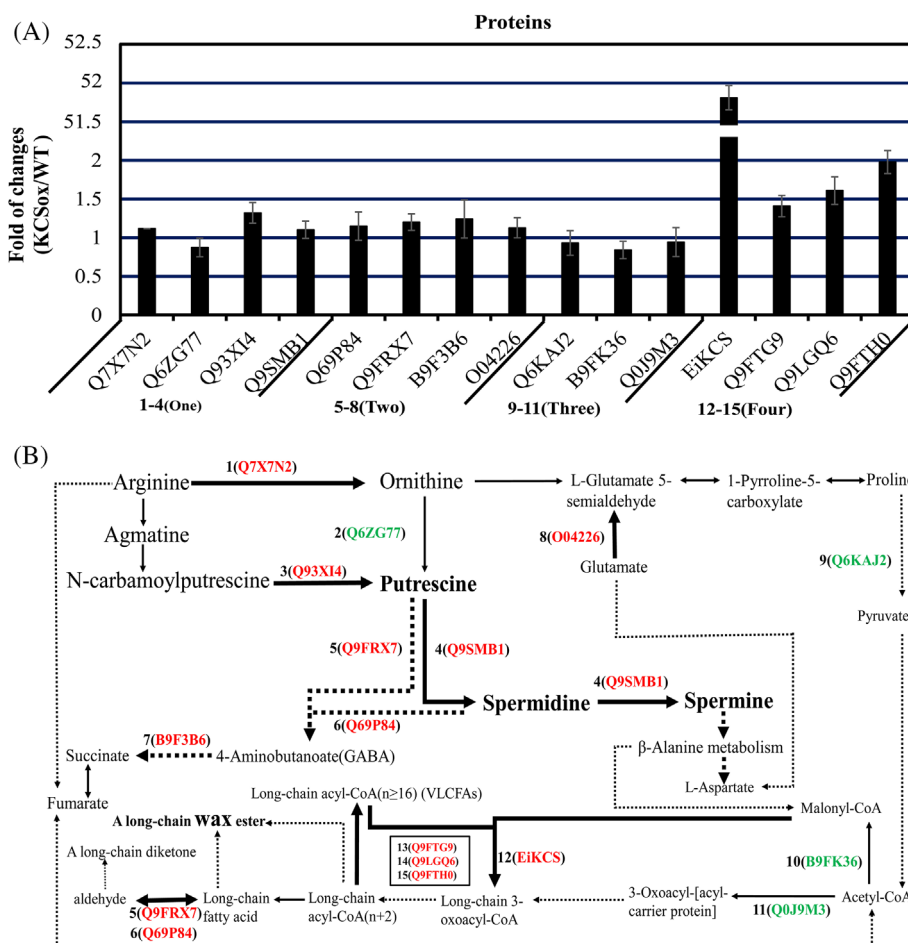 (A)
Proteins
Fold of changes
(KCSox/WT )
52.5
52
51.5
2
1.5
1
0.5
0
Q7X7N2
Q6ZG77
Q93XI4
Q9SMB1
Q69P84
Q9FRX7
B9F3B6
O04226
Q6KAJ2
B9FK36
Q0J9M3
EiKCS
Q9FTG9
Q9LGQ6
Q9FTH0
1-4(One)
5-8(Two)
9-11(Three)
12-15(Four)
(B)
Arginine
1(Q7X7N2)
Ornithine
L-Glutamate 5-
semialdehyde
1-Pyrroline-5-
carboxylate
Proline
Agmatine
2(Q6ZG77)
8(O04226)
Glutamate
9(Q6KAJ2)
N-carbamoylputrescine
3(Q93XI4)
Putrescine
Pyruvate
5(Q9FRX7)
4(Q9SMB1)
Spermidine
4(Q9SMB1)
Spermine
6(Q69P84)
7(B9F3B6)
Succinate
4-Aminobutanoate(GABA)
β-Alanine metabolism
L-Aspartate
Fumarate
Long-chain acyl-CoA(n≥16) (VLCFAs)
Malonyl-CoA
A long-chain wax ester
13(Q9FTG9)
14(Q9LGQ6)
15(Q9FTH0)
12(EiKCS)
A long-chain diketone
10(B9FK36)
aldehyde
Long-chain
fatty acid
Long-chain
acyl-CoA(n+2)
Long-chain 3-
oxoacyl-CoA
3-Oxoacyl-[acyl-
carrier protein]
Acetyl-CoA
5(Q9FRX7)
6(Q69P84)
11(Q0J9M3)